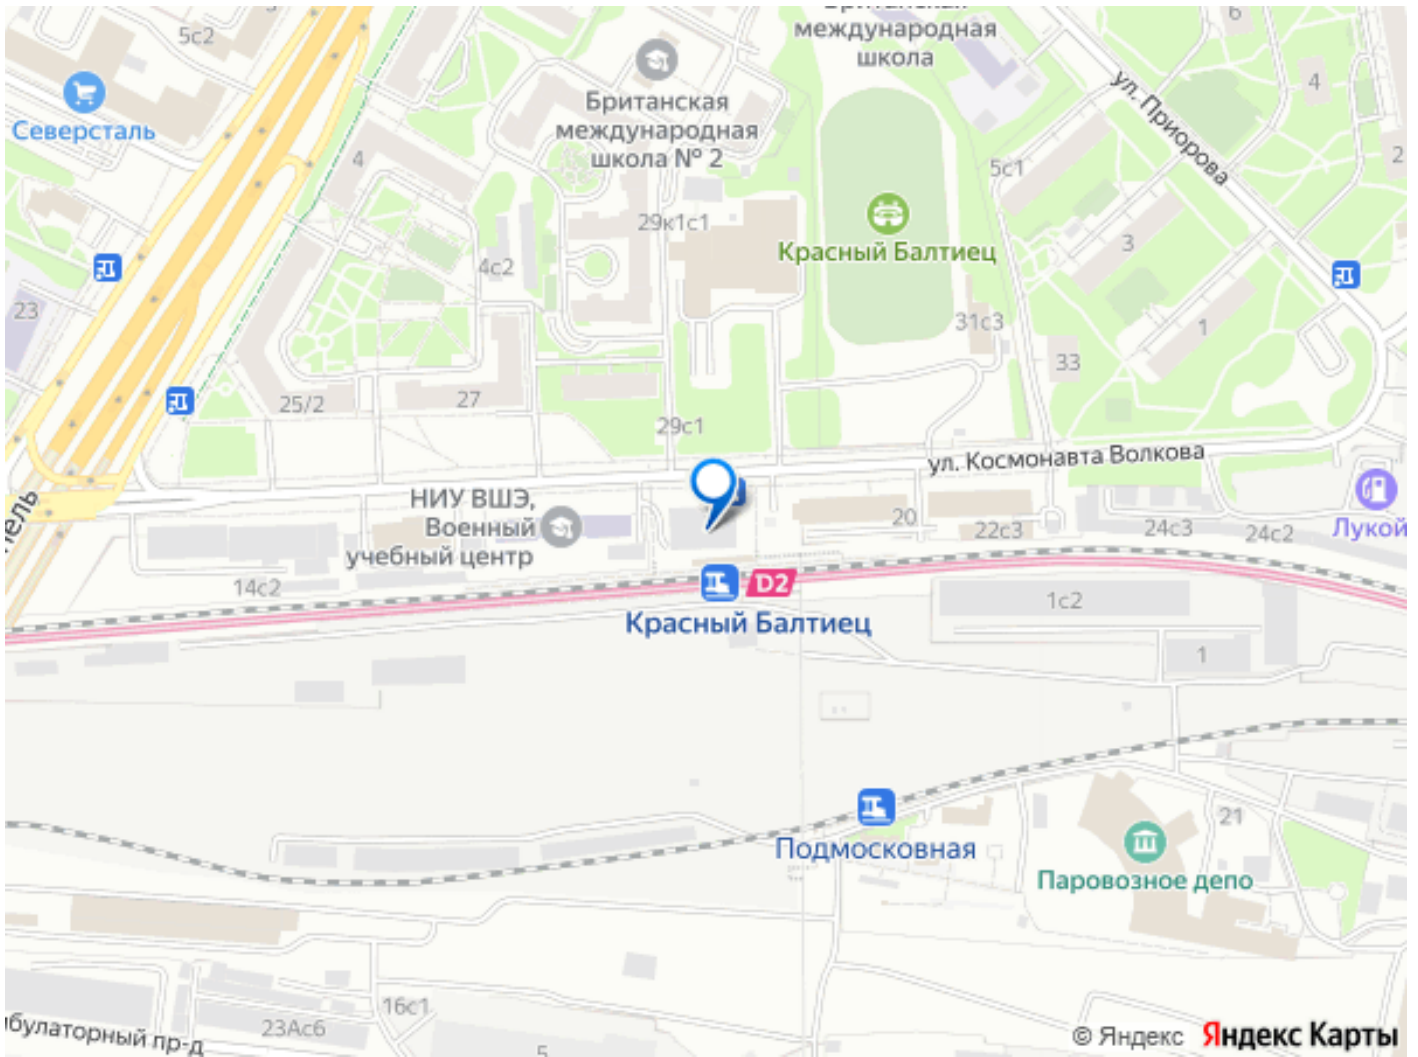 5с2
Северсталь
Британская
международная
школа № 2
международная
школа
6
4
ул. Приорова
2
5с1
4
29к1с1
Красный Балтиец
3
4с2
23
31с3
1
33
25/2
27
29с1
ул. Космонавта Волкова
НИУ ВШЭ,
Военный
учебный центр
20
22с3
24с3
24с2
Лукой
14с2
D2
Красный Балтиец
1с2
1
Подмосковная
21
Паровозное депо
16с1
23Ас6
5
булаторный пр-д
© Яндекс Яндекс Карты